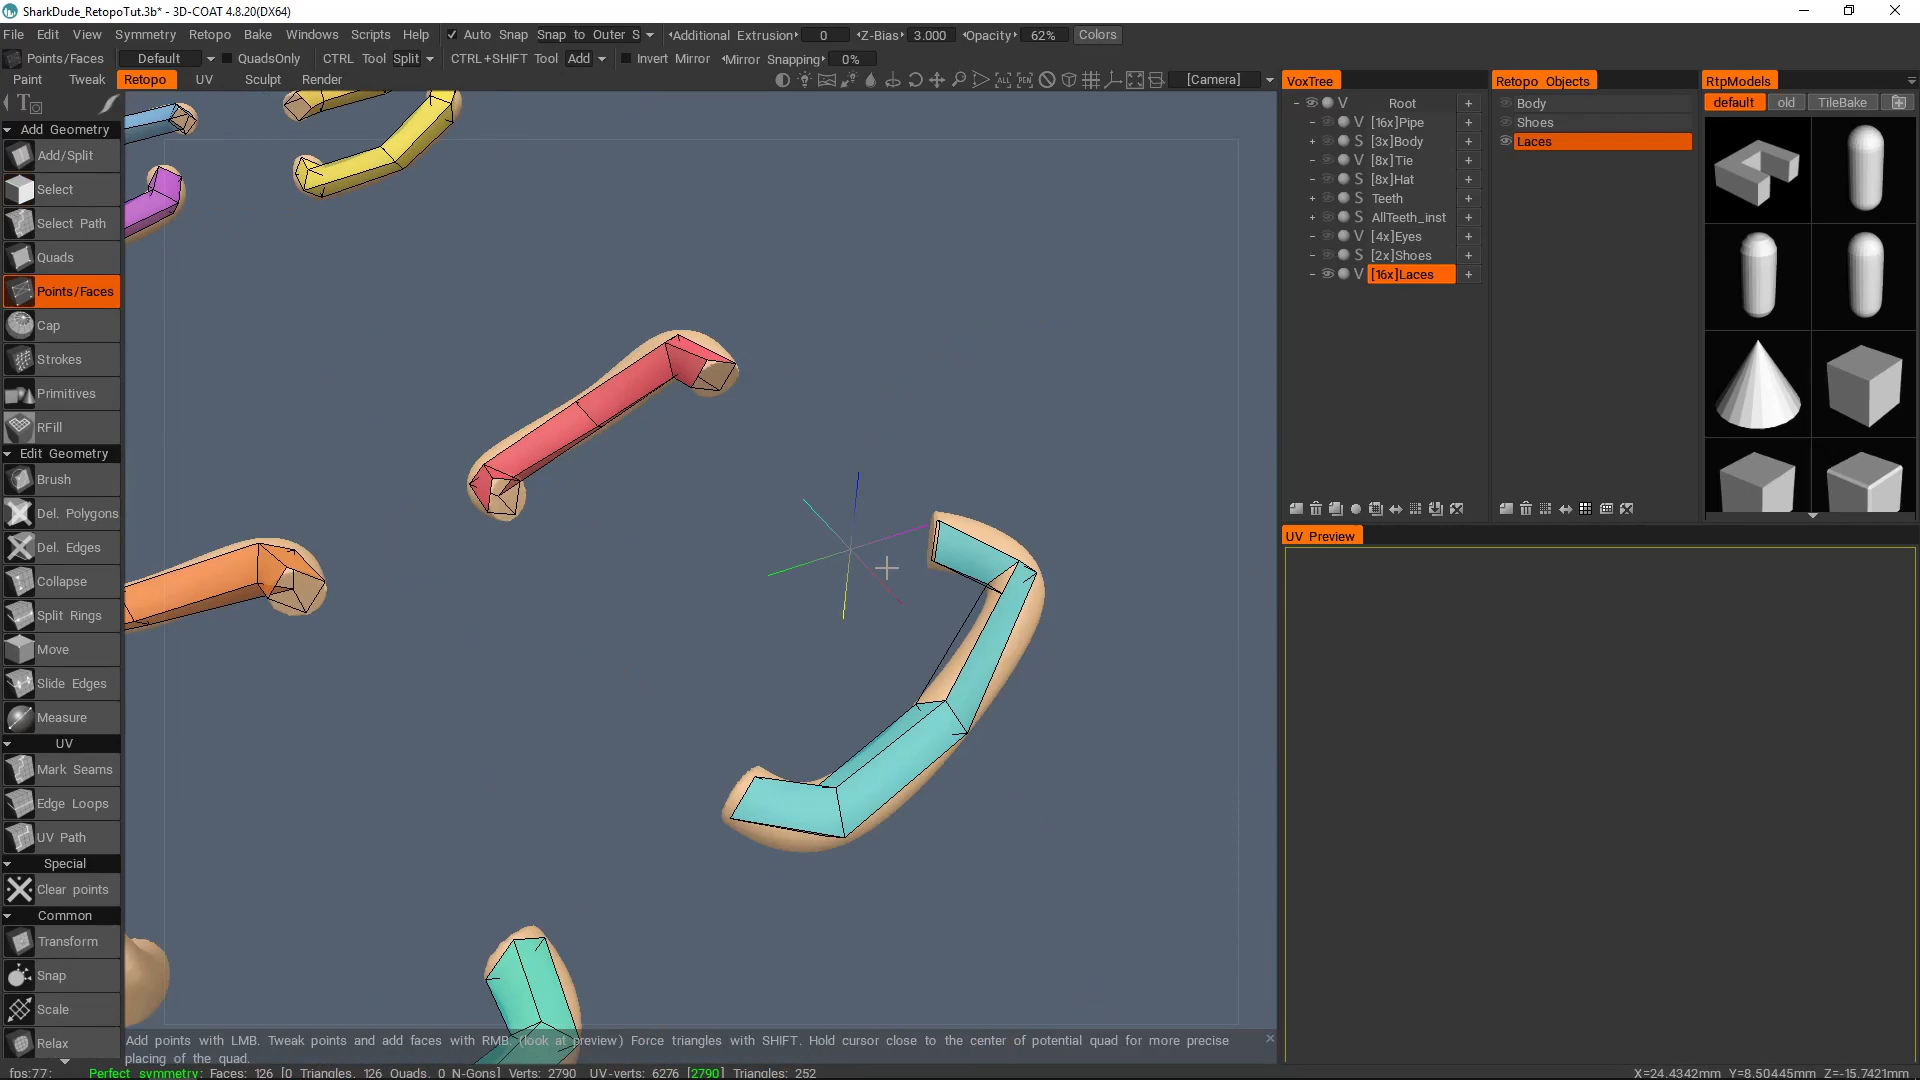 SharkDude_RetopoTut.3b* - 3D-COAT 4.8.20(DX64)
File Edit View Symmetry Retopo Bake Windows Scripts Help Auto Snap Snap to Outer S Additional Extrusion 0 Z-Bias 3.000 Opacity 62% Colors
Points/Faces Default QuadsOnly CTRL Tool Split CTRL+SHIFT Tool Add Invert Mirror Mirror Snapping 0%
Paint Tweak Retopo UV Sculpt Render [Camera]
Add Geometry
Add/Split
Select
Select Path
Quads
Points/Faces
Cap
Strokes
Primitives
RFill
Edit Geometry
Brush
Del. Polygons
Del. Edges
Collapse
Split Rings
Move
Slide Edges
Measure
UV
Mark Seams
Edge Loops
UV Path
Special
Clear points
Common
Transform
Snap
Scale
Relax
VoxTree
Root
[16x]Pipe
[3x]Body
[8x]Tie
[8x]Hat
Teeth
AllTeeth_inst
[4x]Eyes
[2x]Shoes
[16x]Laces
Retopo Objects
Body
Shoes
Laces
RtpModels
default old TileBake
UV Preview
Add points with LMB. Tweak points and add faces with RMB (look at preview) Force triangles with SHIFT. Hold cursor close to the center of potential quad for more precise
placing of the quad.
fps:77: Perfect symmetry: Faces: 126 [0 Triangles, 126 Quads, 0 N-Gons] Verts: 2790 UV-verts: 6276 [2790] Triangles: 252 X=24.4342mm Y=8.50445mm Z=-15.7421mm